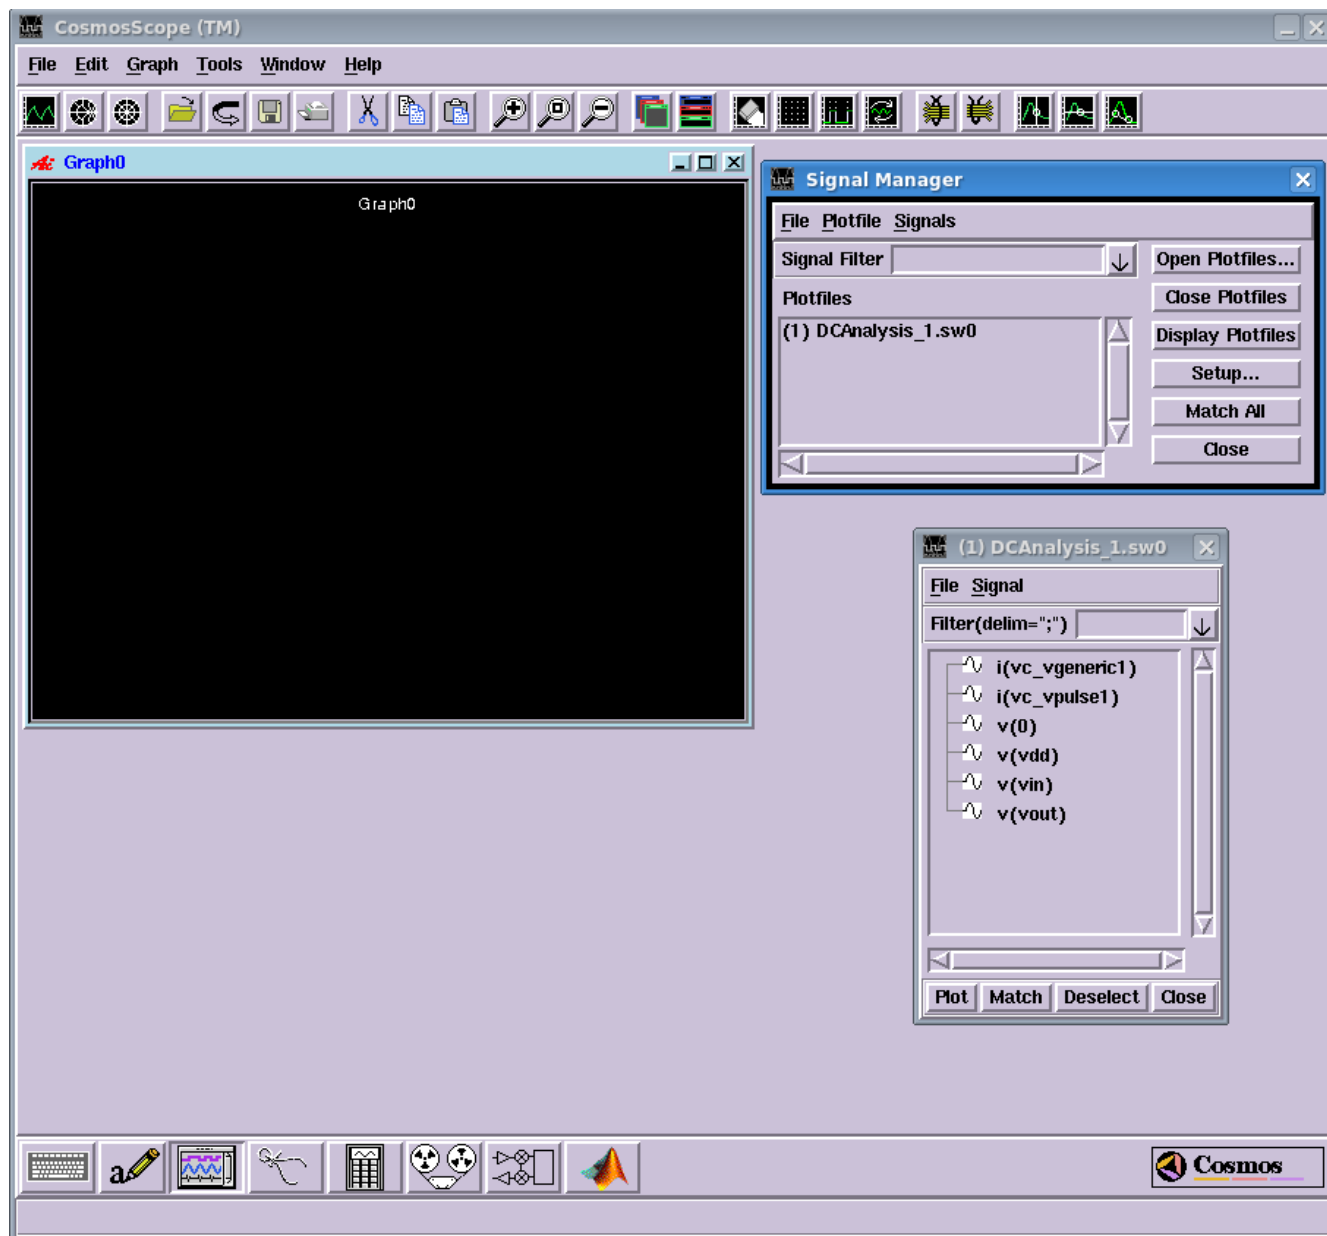 CosmosScope (TM)
File Edit Graph Tools Window Help
Graph0
Graph0
Signal Manager
File Plotfile Signals
Signal Filter
Open Plotfiles...
Plotfiles
Close Plotfiles
(1) DCAnalysis_1.sw0
Display Plotfiles
Setup...
Match All
Close
(1) DCAnalysis_1.sw0
File Signal
Filter(delim=";")
i(vc_vgeneric1)
i(vc_vpulse1)
v(0)
v(vdd)
v(vin)
v(vout)
Plot Match Deselect Close
a
Cosmos